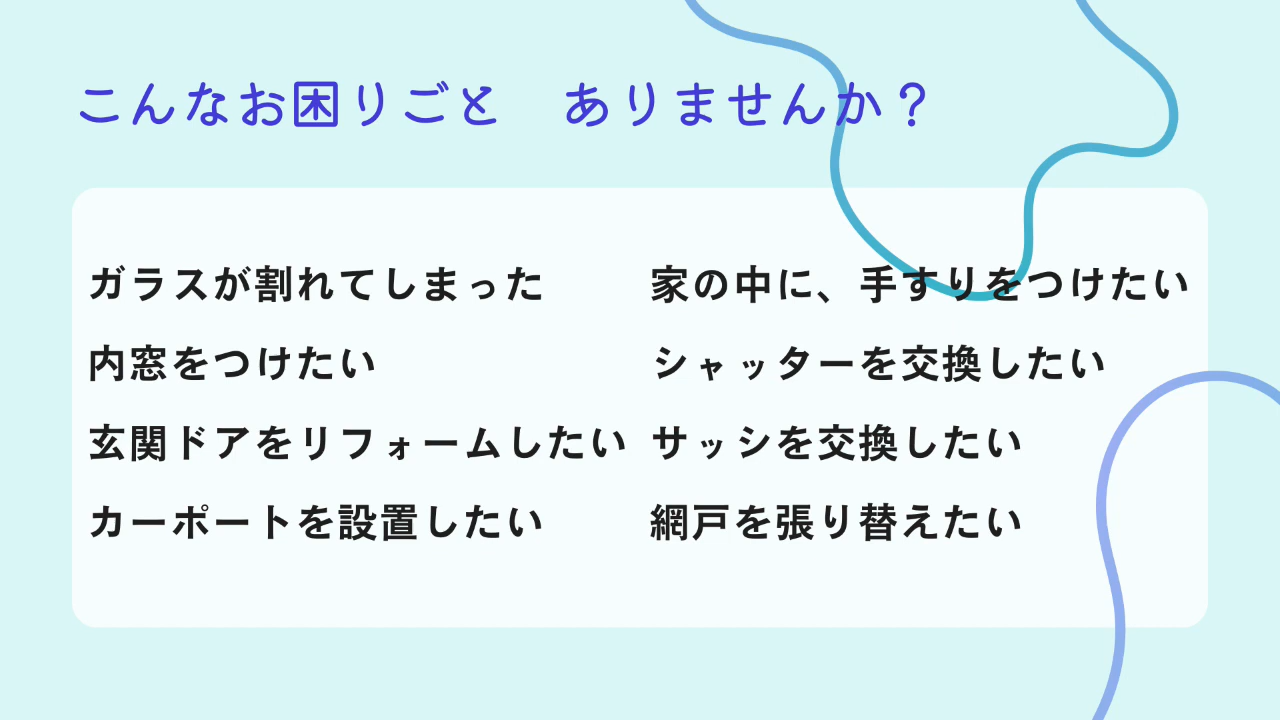 こんなお困りごと　ありませんか？
ガラスが割れてしまった
内窓をつけたい
玄関ドアをリフォームしたい
カーポートを設置したい
家の中に、手すりをつけたい
シャッターを交換したい
サッシを交換したい
網戸を張り替えたい